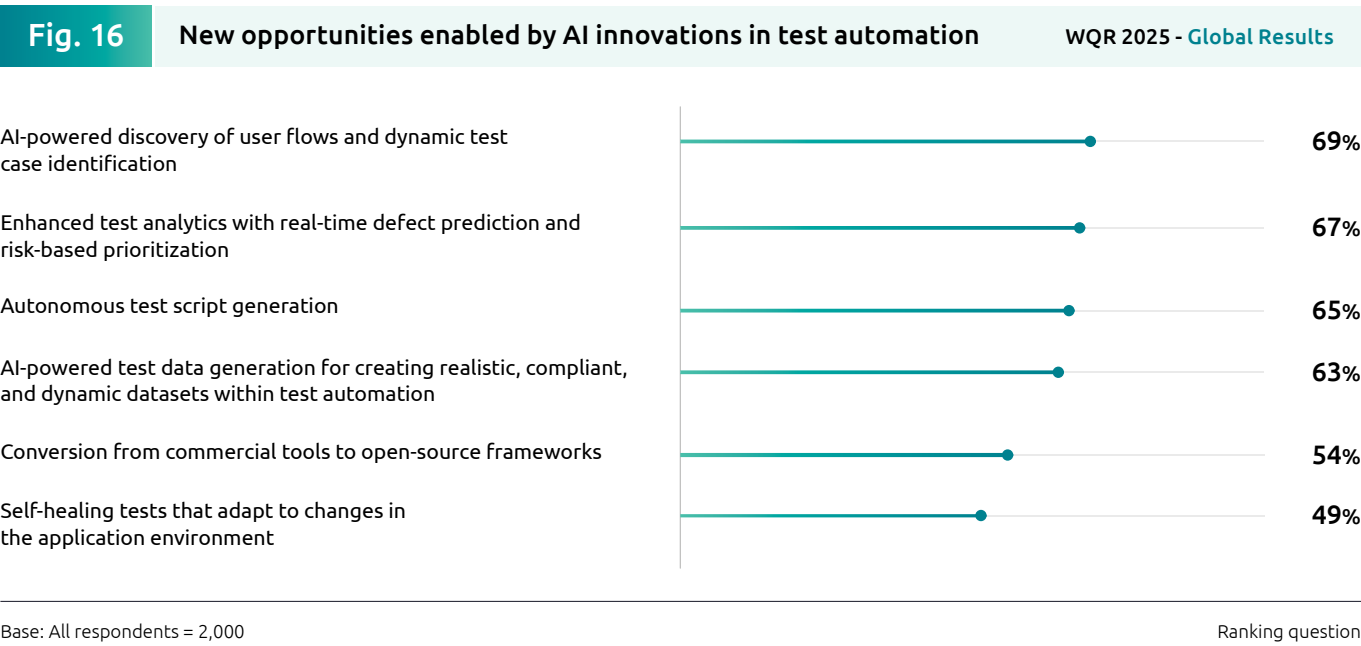 Fig. 16
New opportunities enabled by AI innovations in test automation
WQR 2025 - Global Results
AI-powered discovery of user flows and dynamic test
case identification
69%
Enhanced test analytics with real-time defect prediction and
risk-based prioritization
67%
Autonomous test script generation
65%
AI-powered test data generation for creating realistic, compliant,
and dynamic datasets within test automation
63%
Conversion from commercial tools to open-source frameworks
54%
Self-healing tests that adapt to changes in
the application environment
49%
Base: All respondents = 2,000
Ranking question